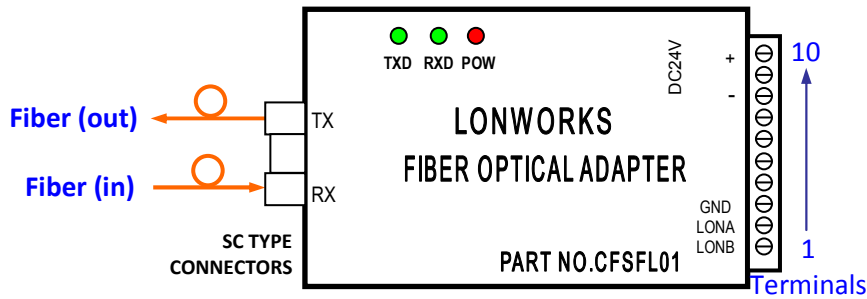 TXD RXD POW
DC24V
+
-
10
Fiber (out)
TX
LONWORKS
FIBER OPTICAL ADAPTER
Fiber (in)
RX
GND
LONA
LONB
SC TYPE
CONNECTORS
PART NO.CFSFL01
1
Terminals